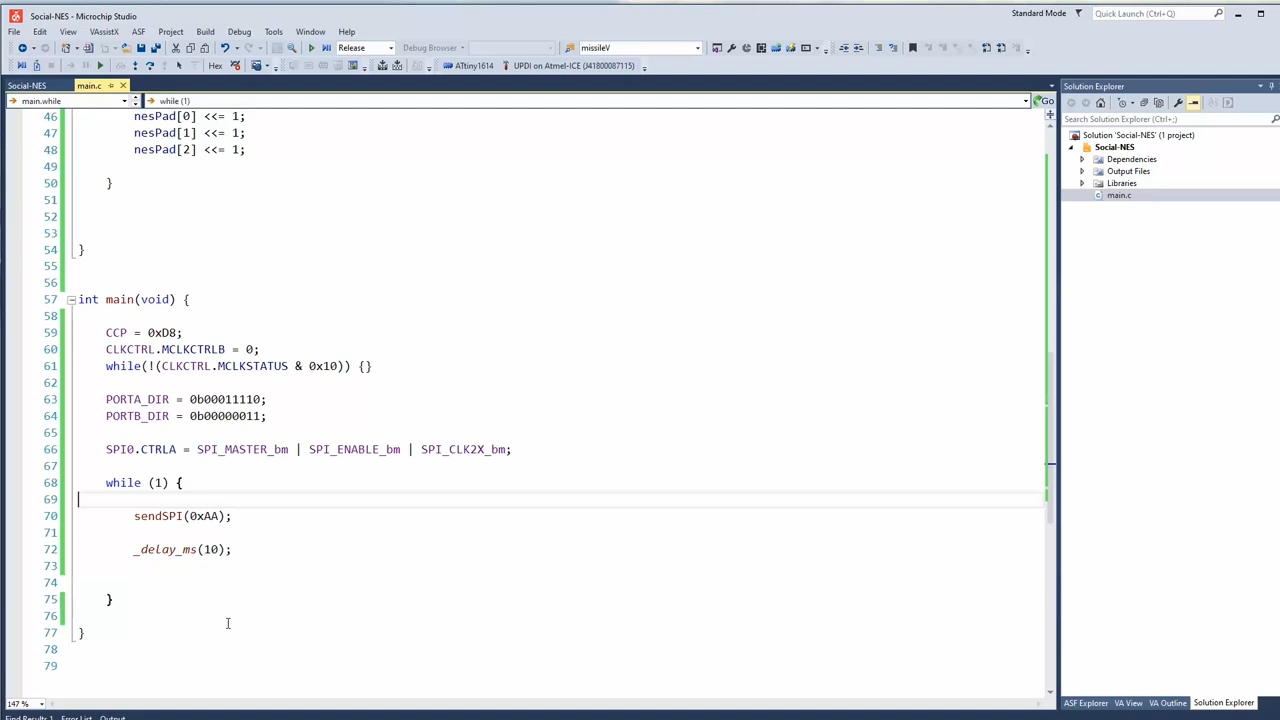 Social-NES - Microchip Studio
Standard Mode
Quick Launch (Ctrl+Q)
File Edit View VAssistX ASF Project Build Debug Tools Window Help
Release Debug Browser missileV
Hex ATtiny1614 UPDI on Atmel-ICE (J41800087115)
Social-NES main.c
main.while while (1) Go
46 nesPad[0] <<= 1;
47 nesPad[1] <<= 1;
48 nesPad[2] <<= 1;
49
50 }
51
52
53
54 }
55
56
57 int main(void) {
58
59 CCP = 0xD8;
60 CLKCTRL.MCLKCTRLB = 0;
61 while(!(CLKCTRL.MCLKSTATUS & 0x10)) {}
62
63 PORTA_DIR = 0b00011110;
64 PORTB_DIR = 0b00000011;
65
66 SPI0.CTRLA = SPI_MASTER_bm | SPI_ENABLE_bm | SPI_CLK2X_bm;
67
68 while (1) {
69
70 sendSPI(0xAA);
71
72 _delay_ms(10);
73
74
75 }
76
77 }
78
79
147 %
Find Results 1 Error List Output
Solution Explorer
Search Solution Explorer (Ctrl+;)
Solution 'Social-NES' (1 project)
Social-NES
Dependencies
Output Files
Libraries
main.c
ASF Explorer VA View VA Outline Solution Explorer